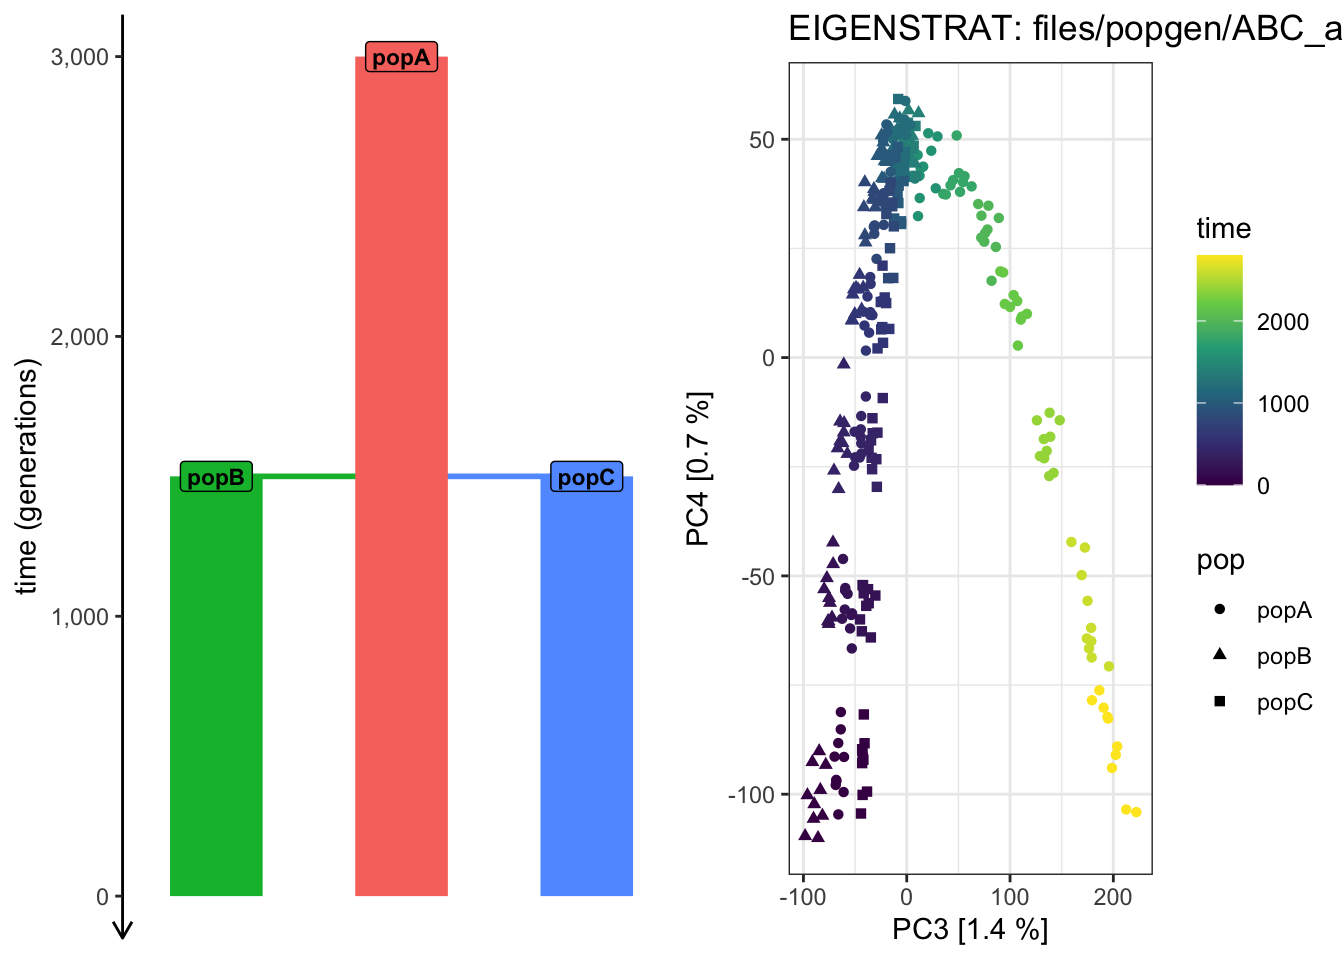 EIGENSTRAT: files/popgen/ABC_a
time (generations)
3,000
2,000
1,000
0
popA
popB
popC
PC4 [0.7 %]
50
0
-50
-100
-100
0
100
200
PC3 [1.4 %]
time
2000
1000
0
pop
popA
popB
popC